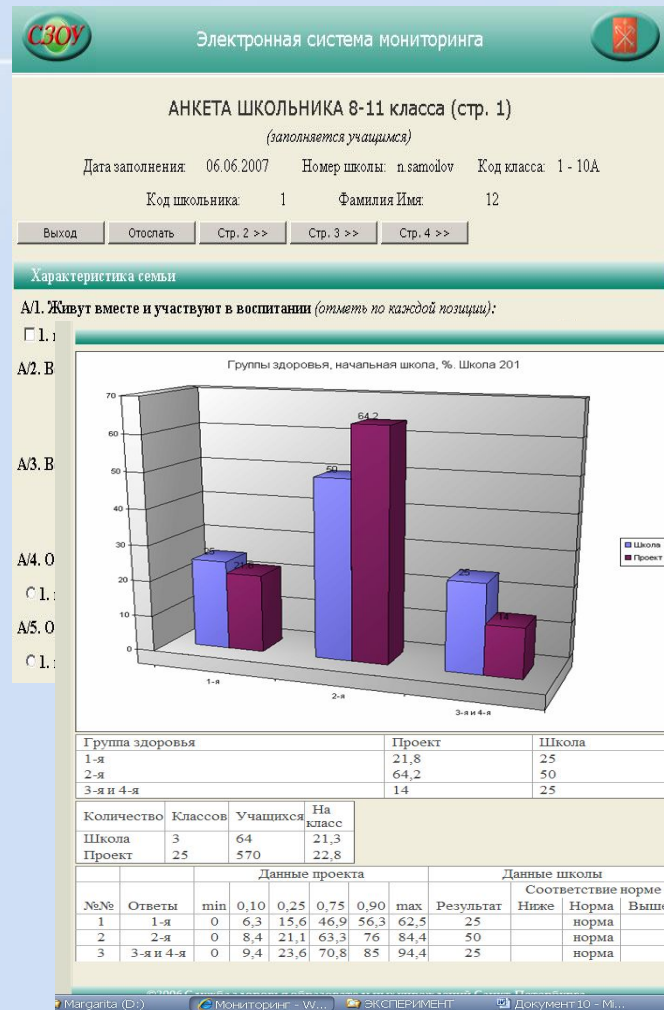 СЗОУ
Электронная система мониторинга
АНКЕТА ШКОЛЬНИКА 8-11 класса (стр. 1)
(заполняется учащимся)
Дата заполнения: 06.06.2007 Номер школы: n.samoilov Код класса: 1 - 10А
Код школьника: 1 Фамилия Имя: 12
Выход Отослать Стр. 2 >> Стр. 3 >> Стр. 4 >>
Характеристика семьи
А/1. Живут вместе и участвуют в воспитании (отметь по каждой позиции):
1.
А/2. В
А/3. В
А/4. О
1.
А/5. О
1.
Группы здоровья, начальная школа, %. Школа 201
70
60
50
40
30
20
10
0
25
21,8
50
64,2
25
14
1-я
2-я
3-я и 4-я
Школа
Проект
Группа здоровья Проект Школа
1-я 21,8 25
2-я 64,2 50
3-я и 4-я 14 25
Количество Классов Учащихся На класс
Школа 3 64 21,3
Проект 25 570 22,8
Данные проекта Данные школы
Соответствие норме
№№ Ответы min 0,10 0,25 0,75 0,90 max Результат Ниже Норма Выше
1 1-я 0 6,3 15,6 46,9 56,3 62,5 25 норма
2 2-я 0 8,4 21,1 63,3 76 84,4 50 норма
3 3-я и 4-я 0 9,4 23,6 70,8 85 94,4 25 норма
Margarita (D:) Мониторинг - W... ЭКСПЕРИМЕНТ Документ10 - Mi...